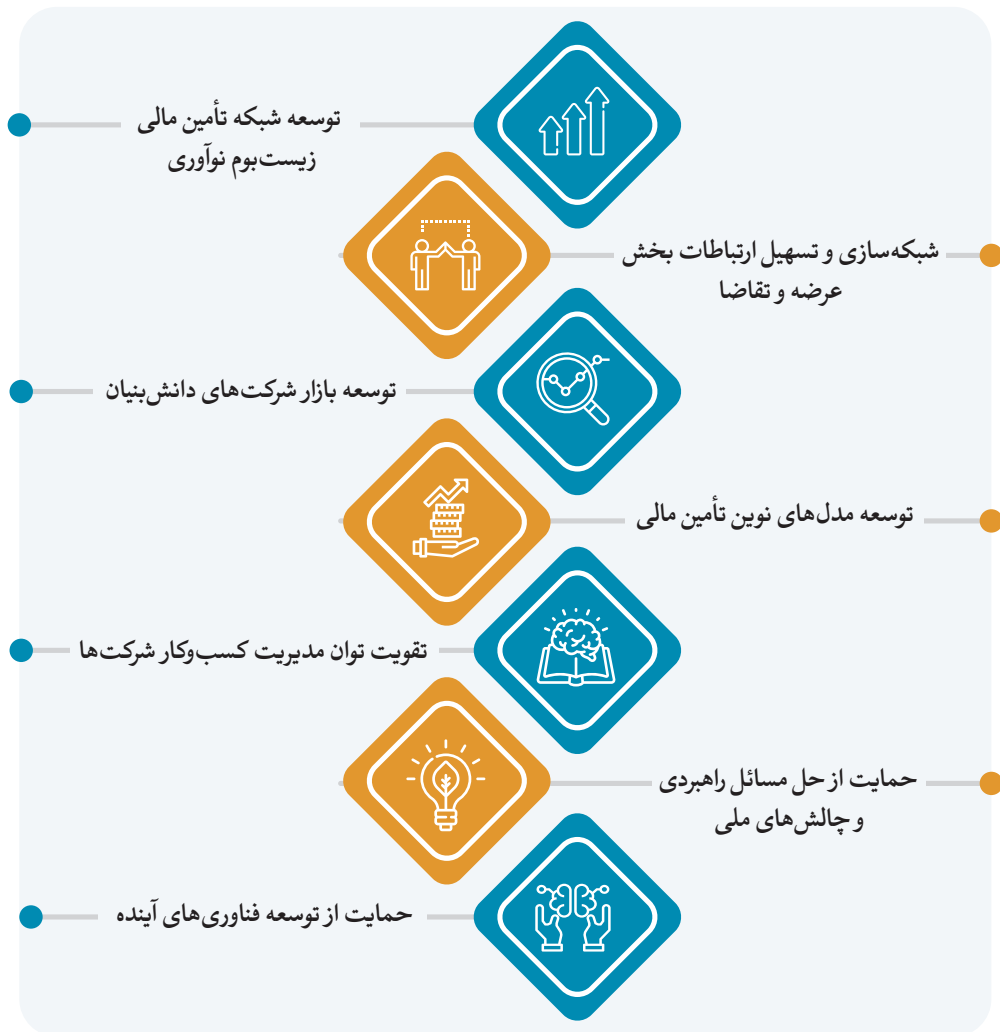 توسعه شبکه تأمین مالی
زیست‌بوم نوآوری
شبکه‌سازی و تسهیل ارتباطات بخش
عرضه و تقاضا
توسعه بازار شرکت‌های دانش‌بنیان
توسعه مدل‌های نوین تأمین مالی
تقویت توان مدیریت کسب‌وکار شرکت‌ها
حمایت از حل مسائل راهبردی
و چالش‌های ملی
حمایت از توسعه فناوری‌های آینده